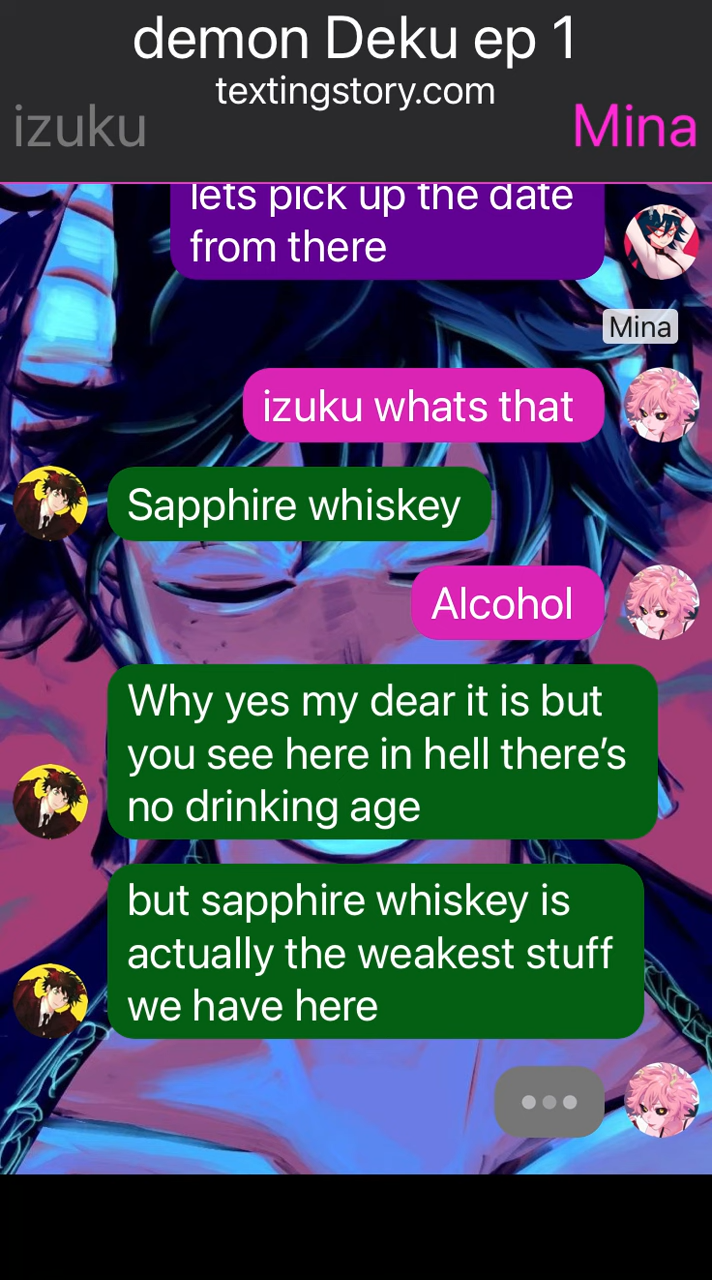 demon Deku ep 1
textingstory.com
izuku
Mina
lets pick up the date
from there
Mina
izuku whats that
Sapphire whiskey
Alcohol
Why yes my dear it is but
you see here in hell there’s
no drinking age
but sapphire whiskey is
actually the weakest stuff
we have here